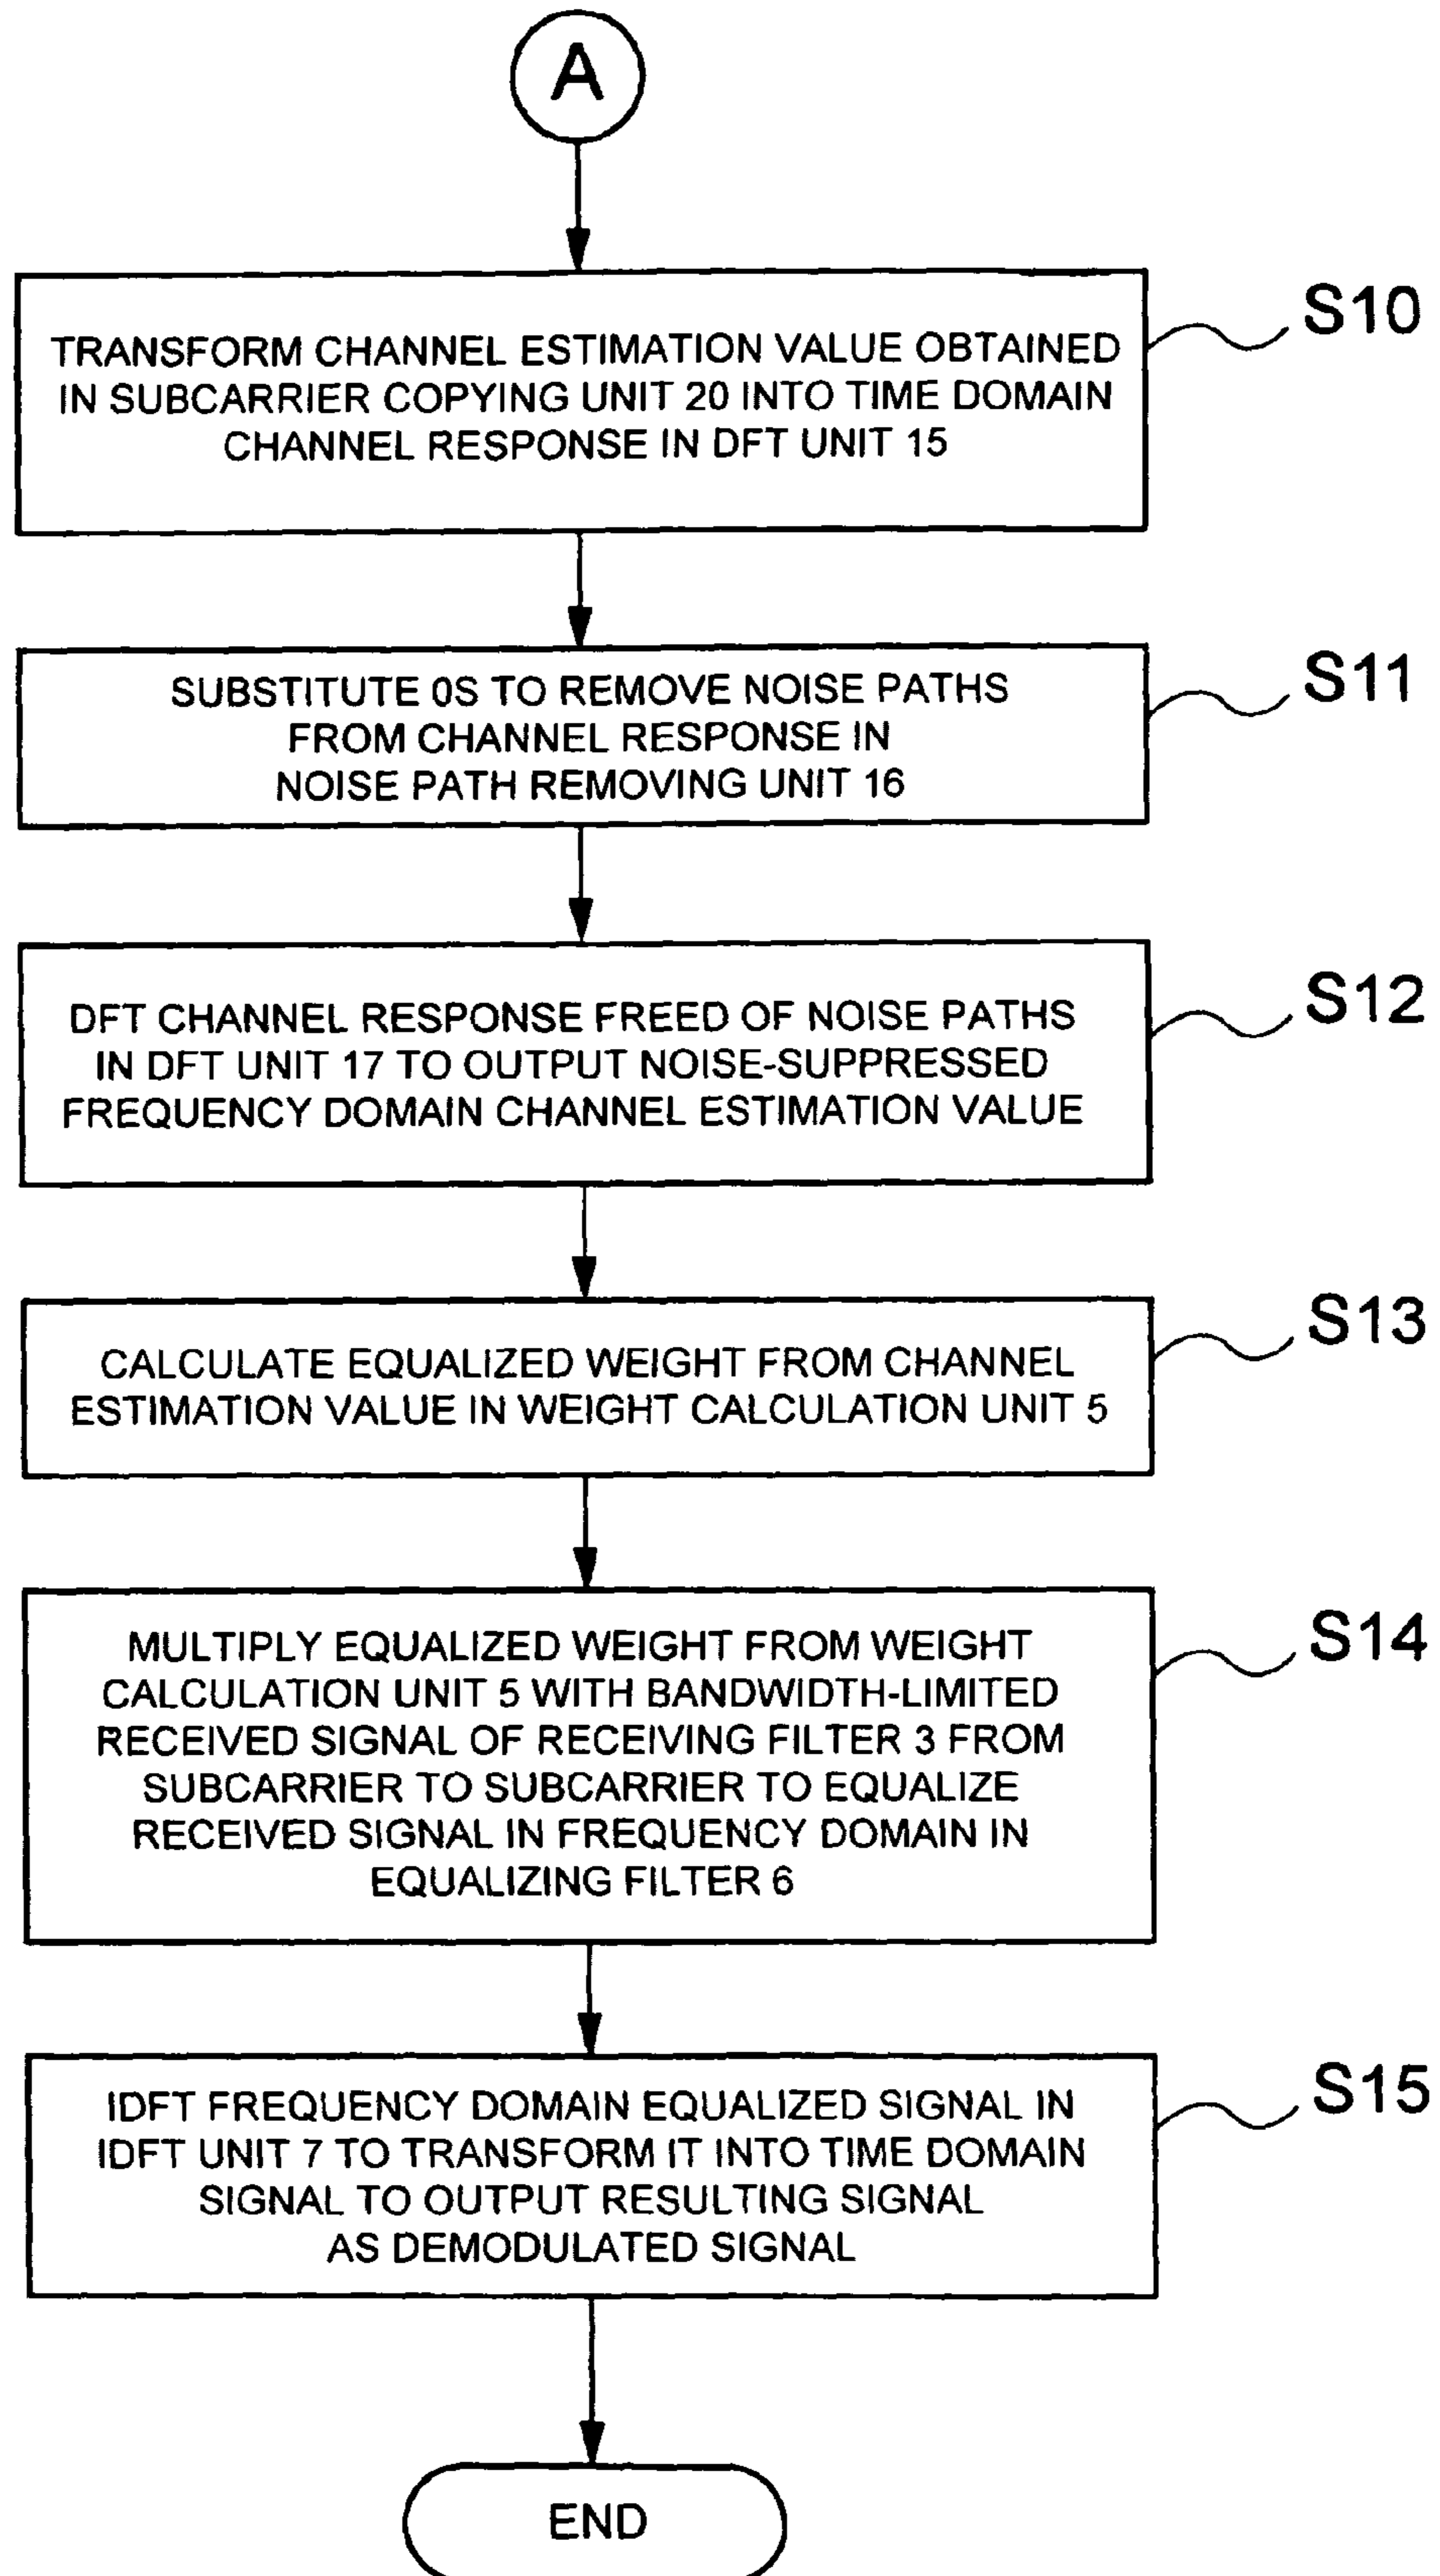 A
TRANSFORM CHANNEL ESTIMATION VALUE OBTAINED
IN SUBCARRIER COPYING UNIT 20 INTO TIME DOMAIN
CHANNEL RESPONSE IN DFT UNIT 15
S10
SUBSTITUTE 0S TO REMOVE NOISE PATHS
FROM CHANNEL RESPONSE IN
NOISE PATH REMOVING UNIT 16
S11
DFT CHANNEL RESPONSE FREED OF NOISE PATHS
IN DFT UNIT 17 TO OUTPUT NOISE-SUPPRESSED
FREQUENCY DOMAIN CHANNEL ESTIMATION VALUE
S12
CALCULATE EQUALIZED WEIGHT FROM CHANNEL
ESTIMATION VALUE IN WEIGHT CALCULATION UNIT 5
S13
MULTIPLY EQUALIZED WEIGHT FROM WEIGHT
CALCULATION UNIT 5 WITH BANDWIDTH-LIMITED
RECEIVED SIGNAL OF RECEIVING FILTER 3 FROM
SUBCARRIER TO SUBCARRIER TO EQUALIZE
RECEIVED SIGNAL IN FREQUENCY DOMAIN IN
EQUALIZING FILTER 6
S14
IDFT FREQUENCY DOMAIN EQUALIZED SIGNAL IN
IDFT UNIT 7 TO TRANSFORM IT INTO TIME DOMAIN
SIGNAL TO OUTPUT RESULTING SIGNAL
AS DEMODULATED SIGNAL
S15
END